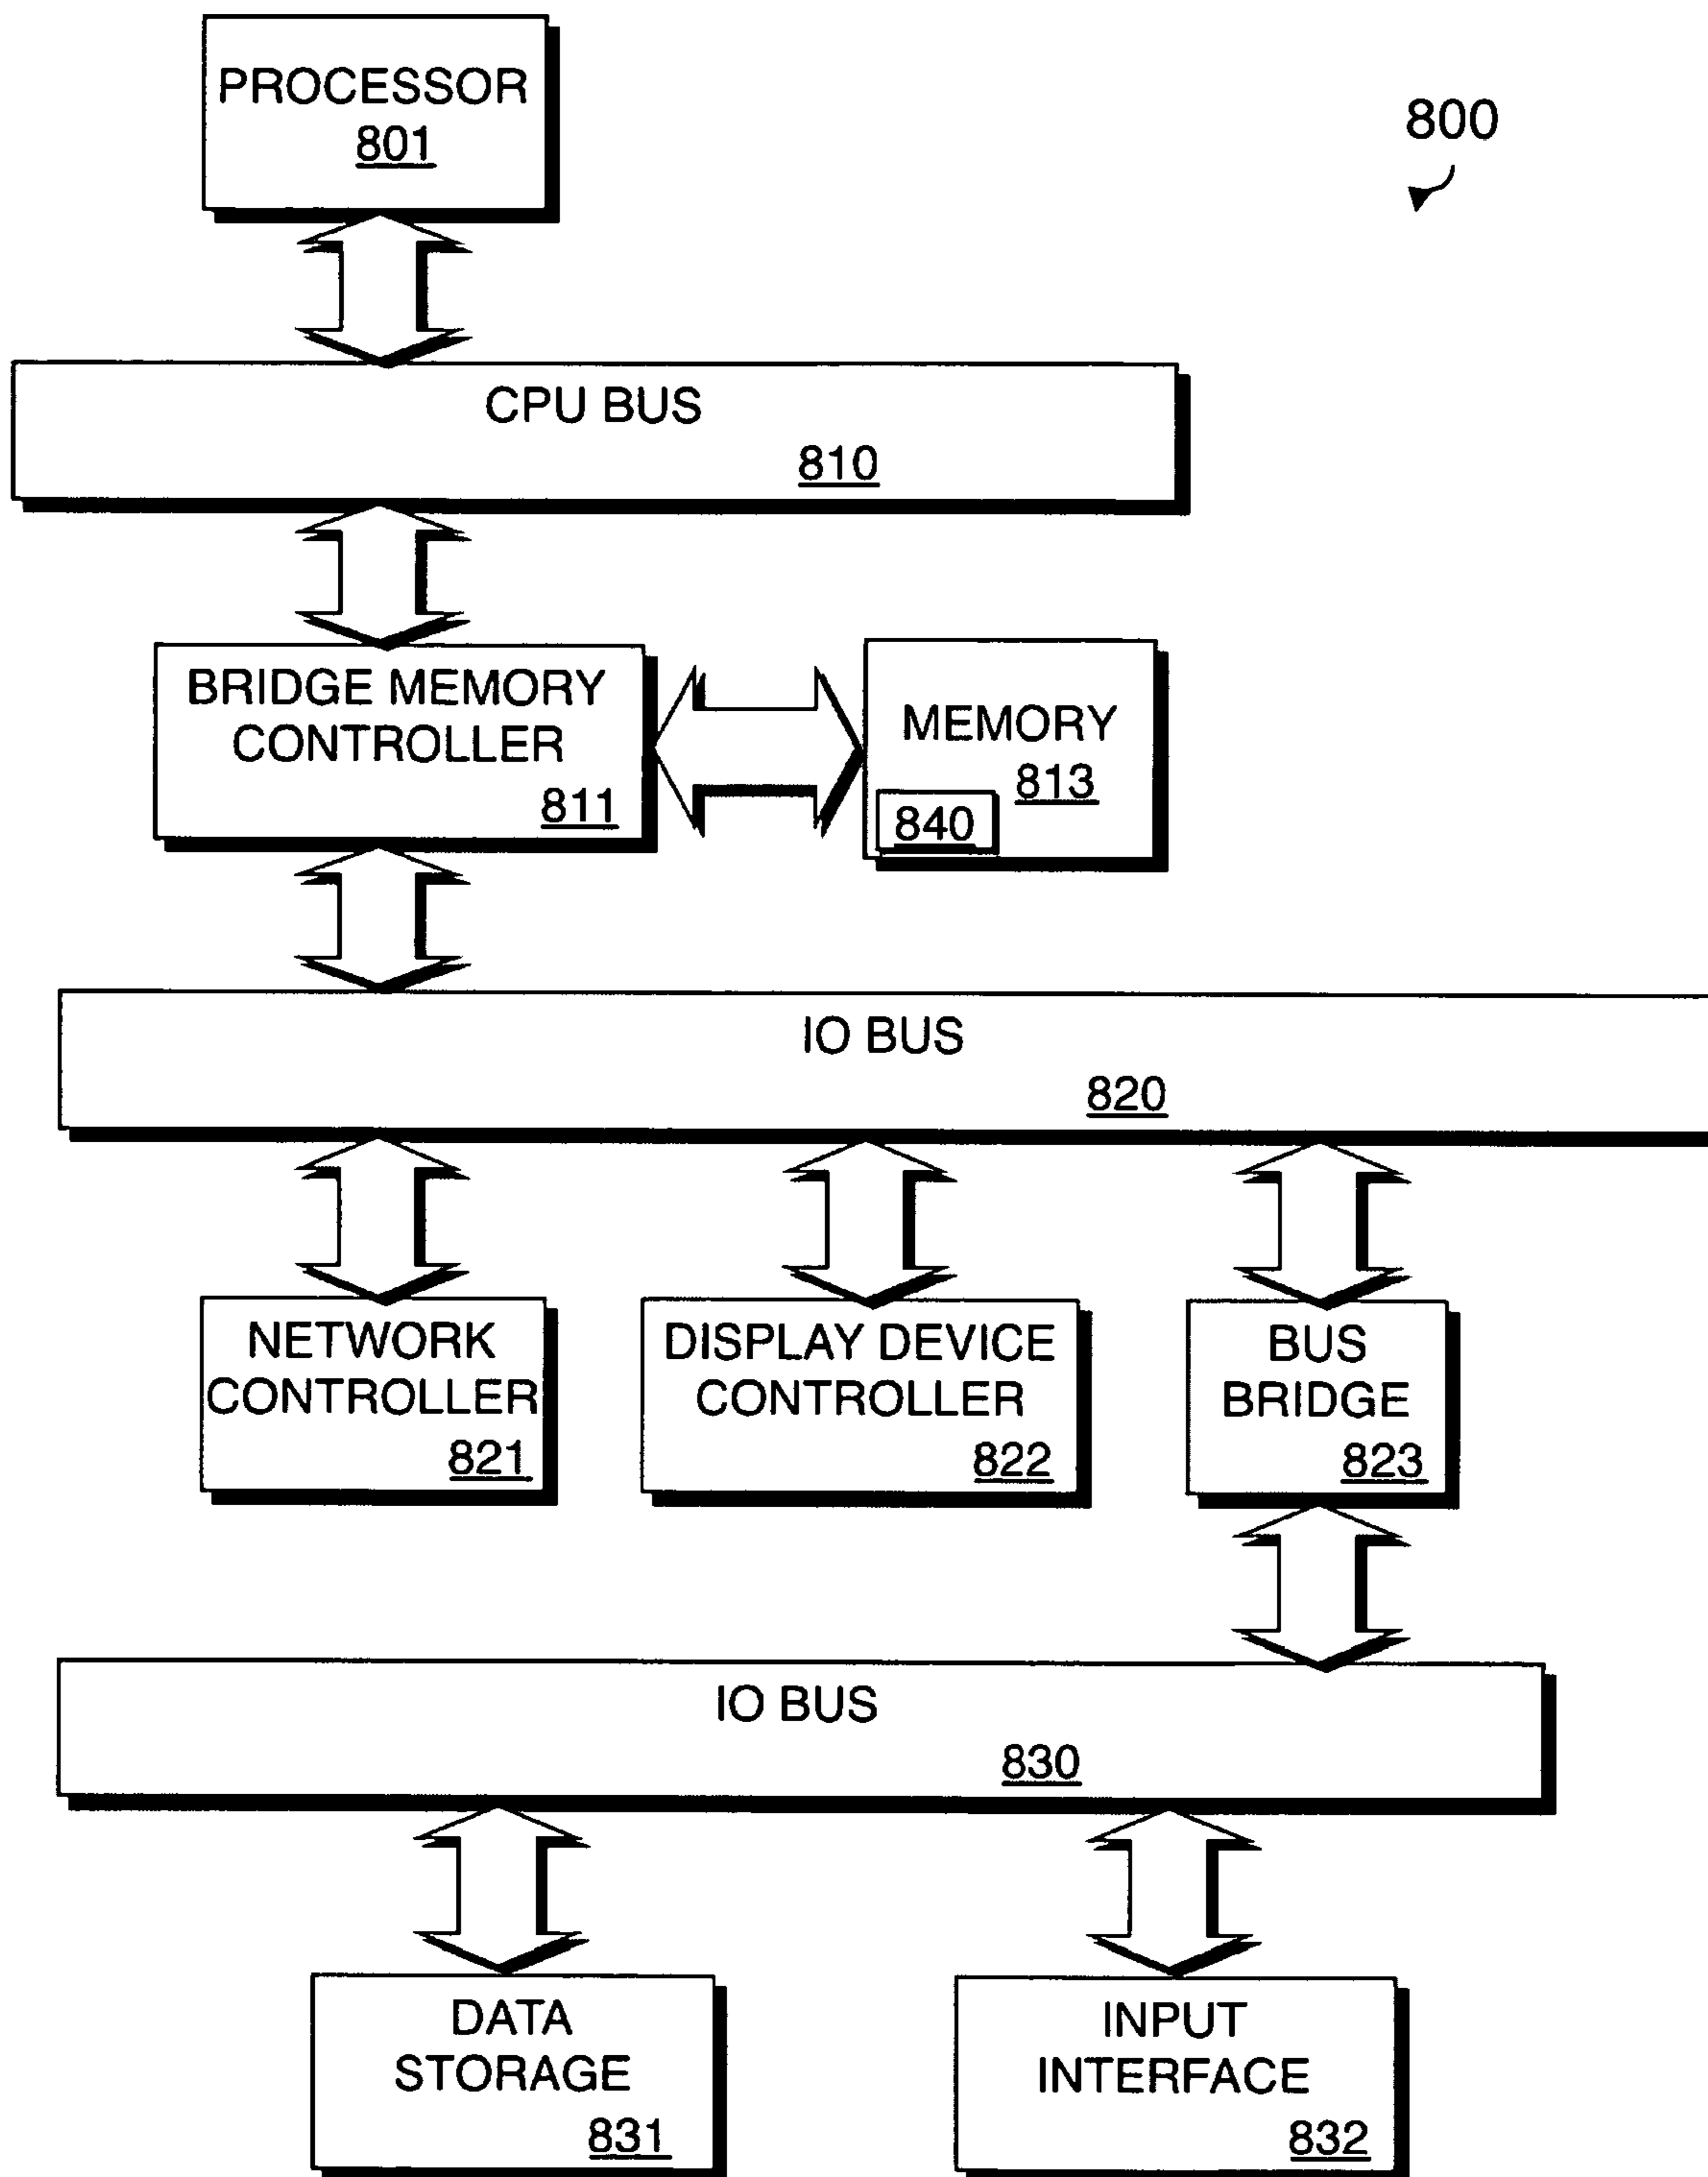 PROCESSOR
801
800
CPU BUS
810
BRIDGE MEMORY
CONTROLLER
811
MEMORY
813
840
IO BUS
820
NETWORK
CONTROLLER
821
DISPLAY DEVICE
CONTROLLER
822
BUS
BRIDGE
823
IO BUS
830
DATA
STORAGE
831
INPUT
INTERFACE
832